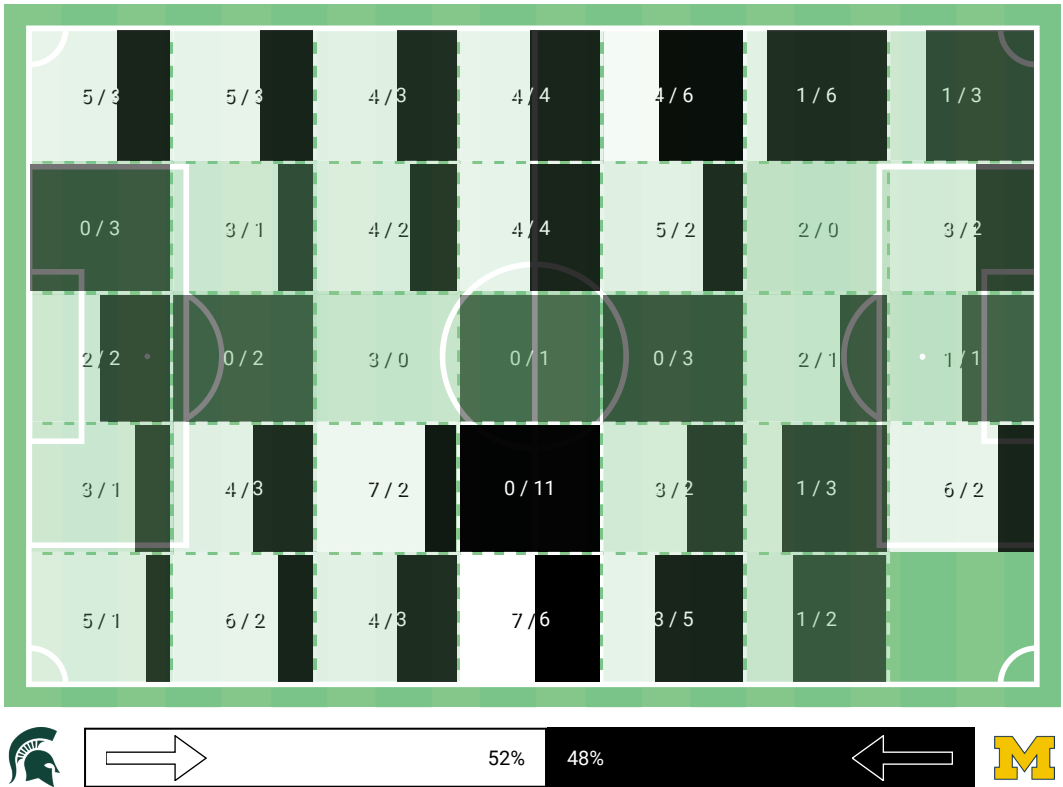 5 / 3 5 / 3 4 / 3 4 / 4 4 / 6 1 / 6 1 / 3
0 / 3 3 / 1 4 / 2 4 / 4 5 / 2 2 / 0 3 / 2
2 / 2 0 / 2 3 / 0 0 / 1 0 / 3 2 / 1 1 / 1
3 / 1 4 / 3 7 / 2 0 / 11 3 / 2 1 / 3 6 / 2
5 / 1 6 / 2 4 / 3 7 / 6 3 / 5 1 / 2
52% 48%
M